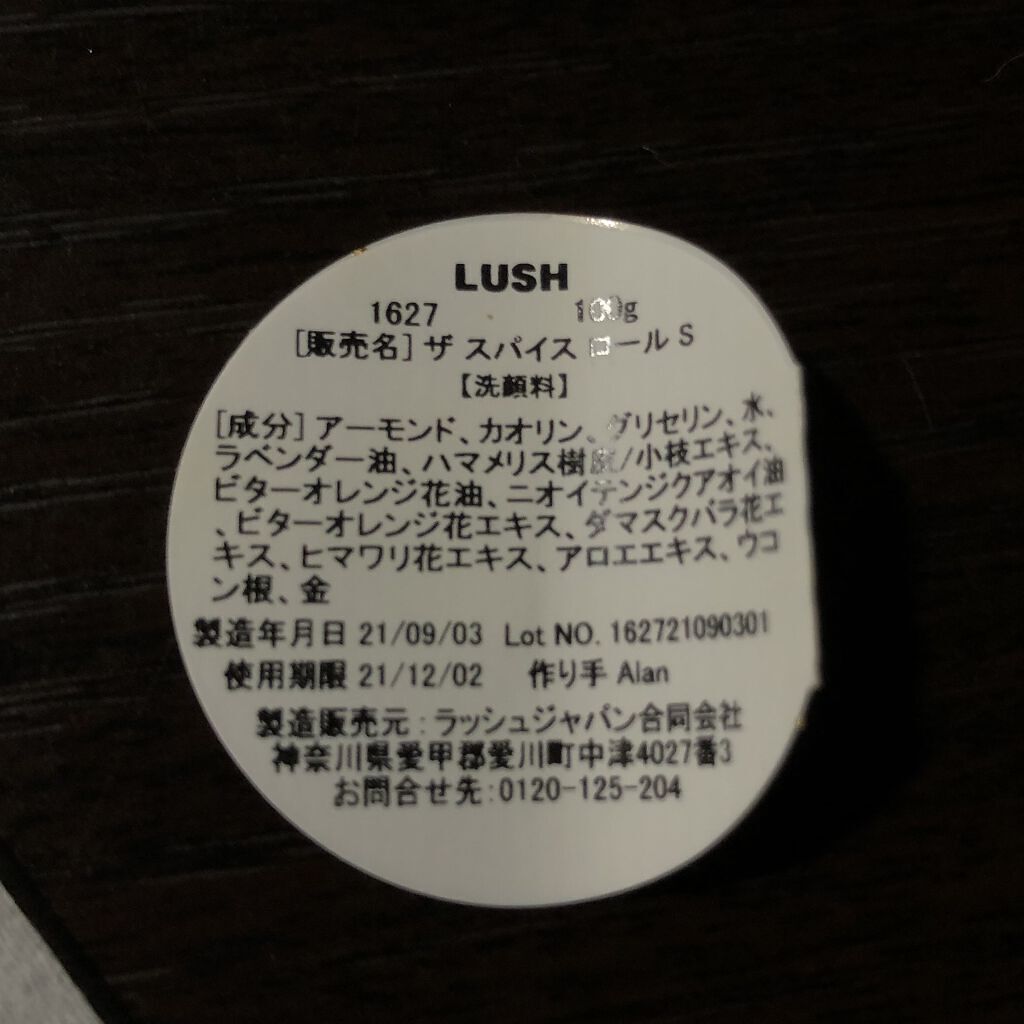 LUSH
1627 100g
[販売名] ザ スパイス ロール S
【洗顔料】
[成分] アーモンド、カオリン、グリセリン、水、
ラベンダー油、ハマメリス樹皮/小枝エキス、
ビターオレンジ花油、ニオイテンジクアオイ油
、ビターオレンジ花エキス、ダマスクバラ花エ
キス、ヒマワリ花エキス、アロエエキス、ウコ
ン根、金
製造年月日 21/09/03 Lot NO. 162721090301
使用期限 21/12/02 作り手 Alan
製造販売元:ラッシュジャパン合同会社
神奈川県愛甲郡愛川町中津4027番3
お問合せ先:0120-125-204